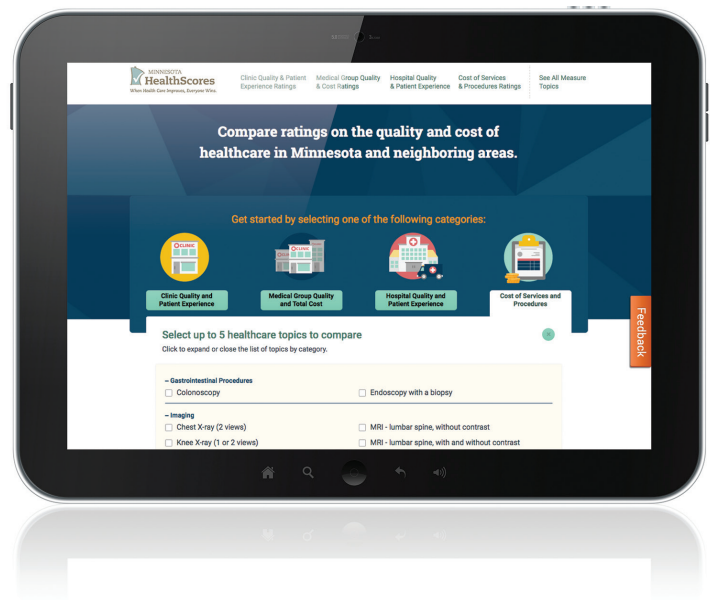 MINNESOTA
HealthScores
When Health Care Improves, Everyone Wins.
Clinic Quality & Patient
Experience Ratings
Medical Group Quality
& Cost Ratings
Hospital Quality
& Patient Experience
Cost of Services
& Procedures Ratings
See All Measure
Topics
Compare ratings on the quality and cost of
healthcare in Minnesota and neighboring areas.
Get started by selecting one of the following categories:
CLINIC
CLINIC
Clinic Quality and
Patient Experience
Medical Group Quality
and Total Cost
Hospital Quality and
Patient Experience
Cost of Services and
Procedures
Feedback
Select up to 5 healthcare topics to compare
Click to expand or close the list of topics by category.
– Gastrointestinal Procedures
Colonoscopy
Endoscopy with a biopsy
– Imaging
Chest X-ray (2 views)
MRI - lumbar spine, without contrast
Knee X-ray (1 or 2 views)
MRI - lumbar spine, with and without contrast